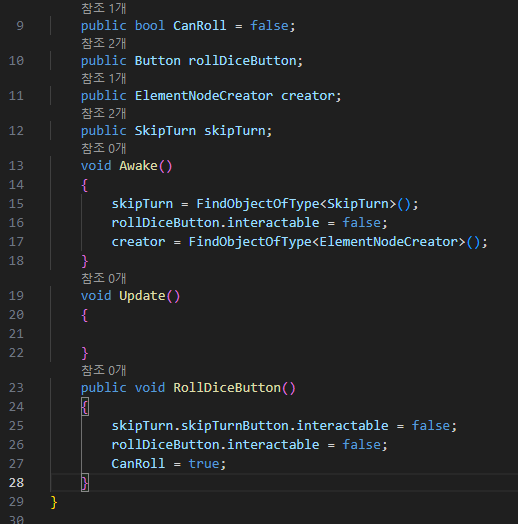 참조 1개
9 public bool CanRoll = false;
참조 2개
10 public Button rollDiceButton;
참조 1개
11 public ElementNodeCreator creator;
참조 2개
12 public SkipTurn skipTurn;
참조 0개
13 void Awake()
14 {
15 skipTurn = FindObjectOfType<SkipTurn>();
16 rollDiceButton.interactable = false;
17 creator = FindObjectOfType<ElementNodeCreator>();
18 }
참조 0개
19 void Update()
20 {
21
22 }
참조 0개
23 public void RollDiceButton()
24 {
25 skipTurn.skipTurnButton.interactable = false;
26 rollDiceButton.interactable = false;
27 CanRoll = true;
28 }
29 }
30